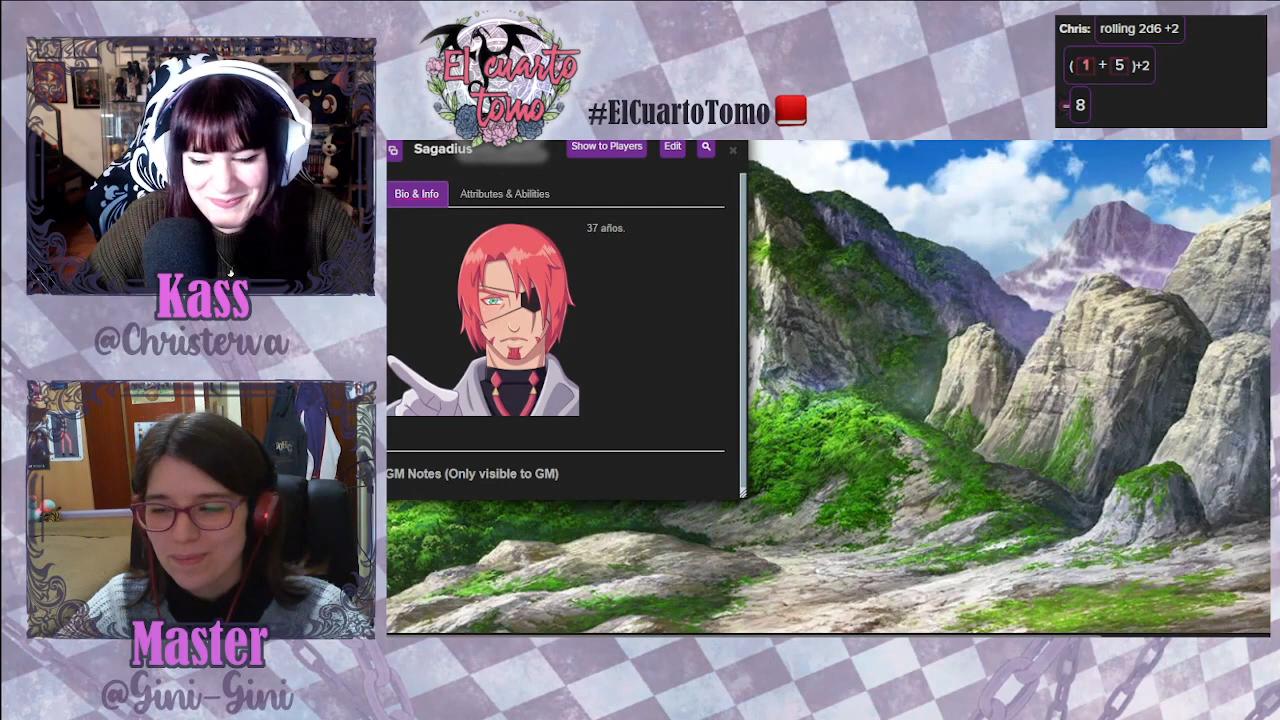 El cuarto
tomo
#ElCuartoTomo
Chris: rolling 2d6 +2
(1 + 5)+2
= 8
Sagadius
Show to Players
Edit
Bio & Info
Attributes & Abilities
37 años.
GM Notes (Only visible to GM)
Kass
@Christerva
Master
@Gini-Gini